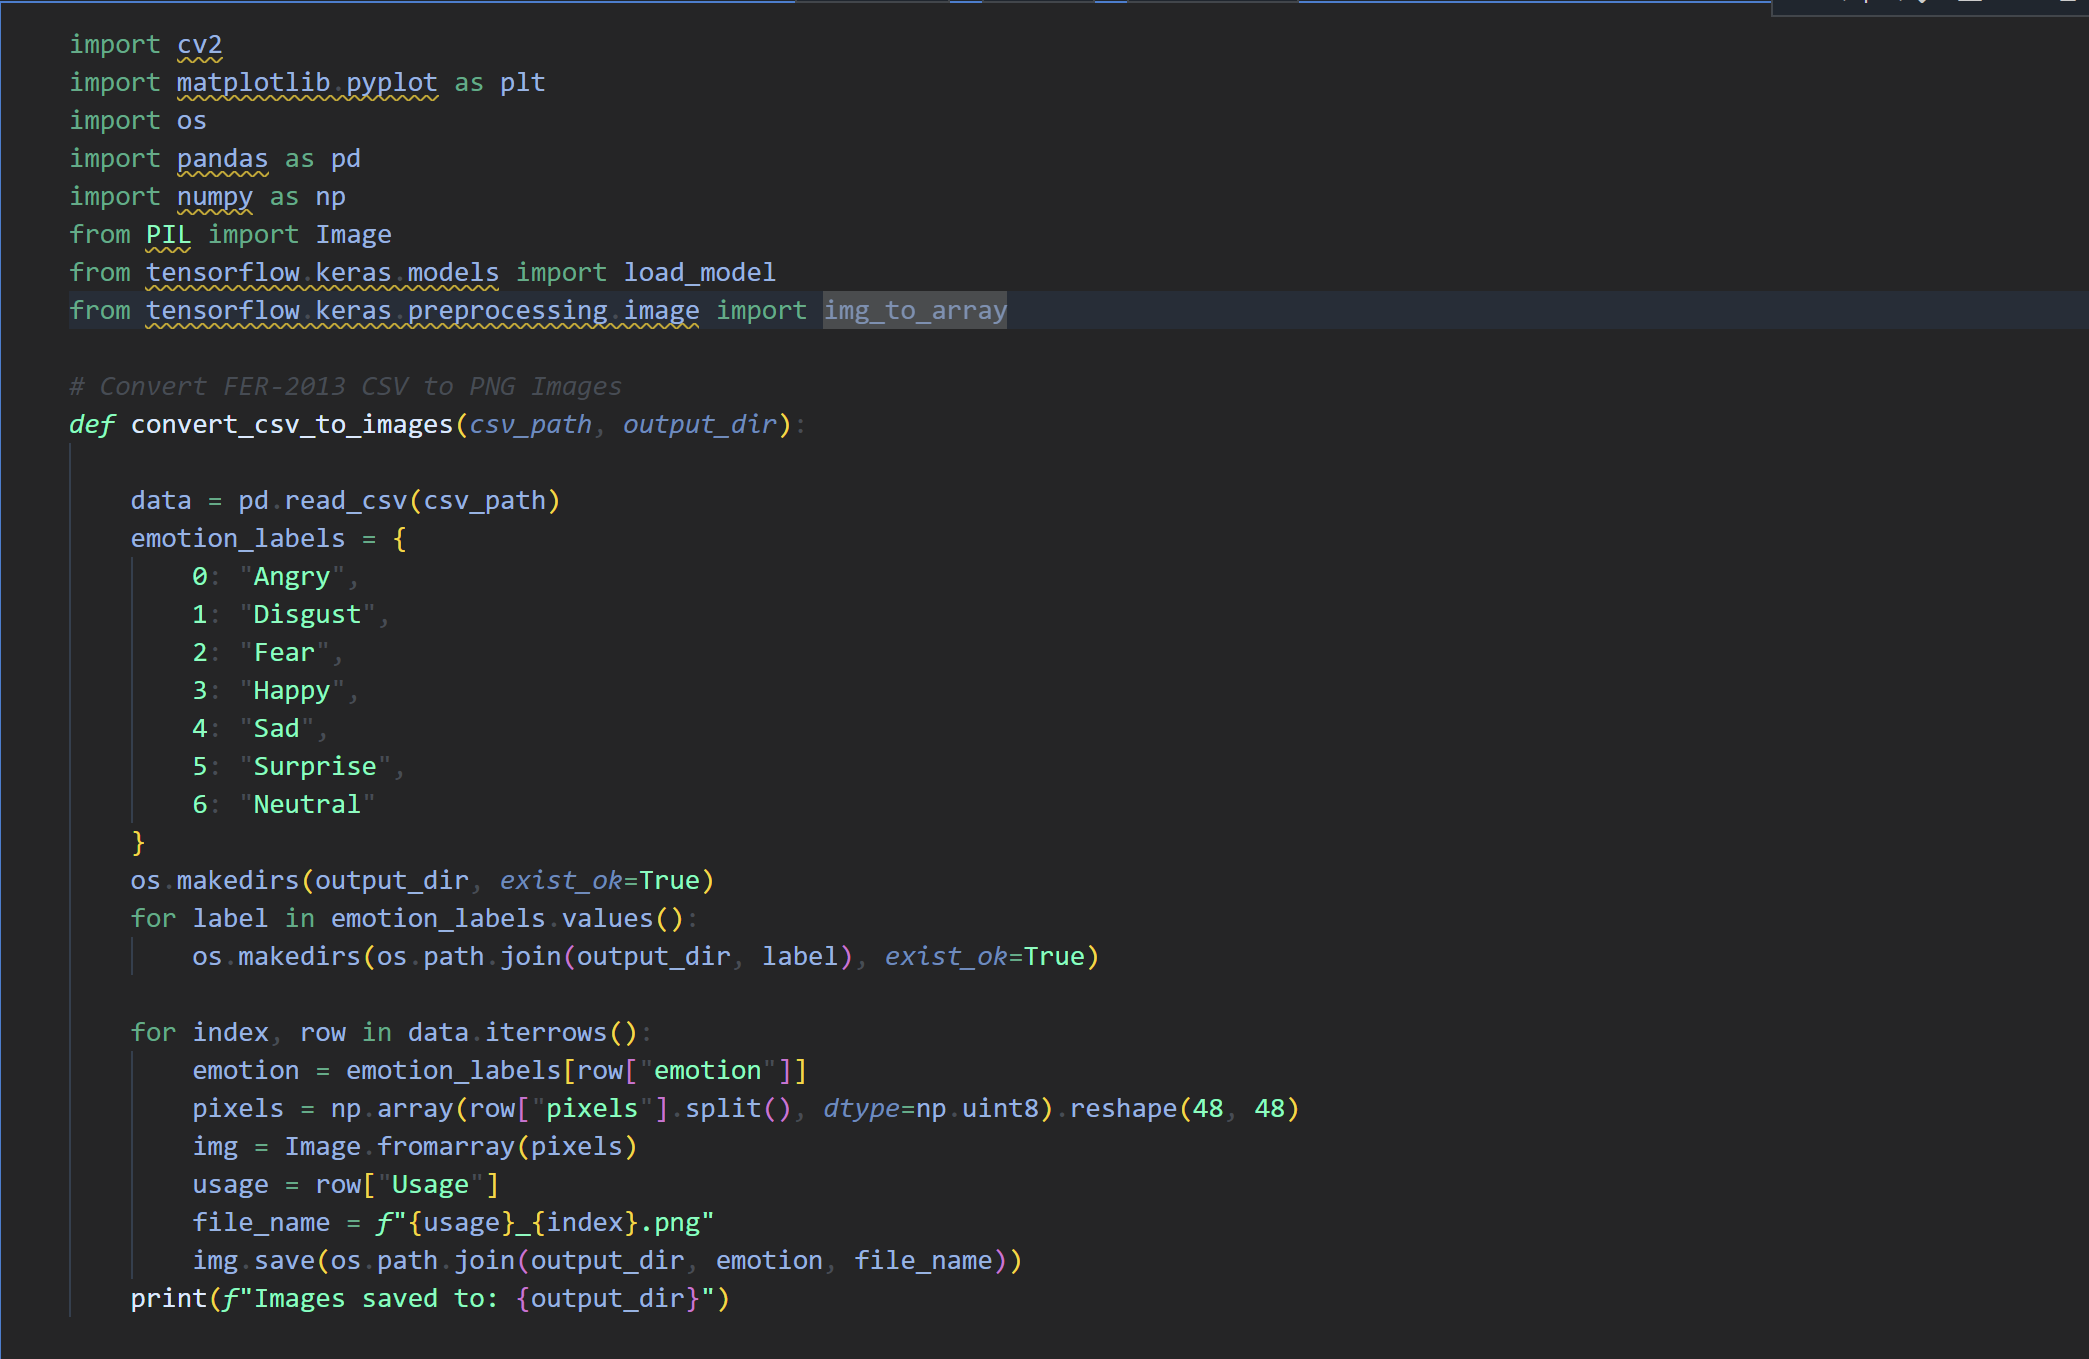 import cv2
import matplotlib.pyplot as plt
import os
import pandas as pd
import numpy as np
from PIL import Image
from tensorflow.keras.models import load_model
from tensorflow.keras.preprocessing.image import img_to_array
# Convert FER-2013 CSV to PNG Images
def convert_csv_to_images(csv_path, output_dir):
    data = pd.read_csv(csv_path)
    emotion_labels = {
        0: "Angry",
        1: "Disgust",
        2: "Fear",
        3: "Happy",
        4: "Sad",
        5: "Surprise",
        6: "Neutral"
    }
    os.makedirs(output_dir, exist_ok=True)
    for label in emotion_labels.values():
        os.makedirs(os.path.join(output_dir, label), exist_ok=True)
    for index, row in data.iterrows():
        emotion = emotion_labels[row["emotion"]]
        pixels = np.array(row["pixels"].split(), dtype=np.uint8).reshape(48, 48)
        img = Image.fromarray(pixels)
        usage = row["Usage"]
        file_name = f"{usage}_{index}.png"
        img.save(os.path.join(output_dir, emotion, file_name))
    print(f"Images saved to: {output_dir}")